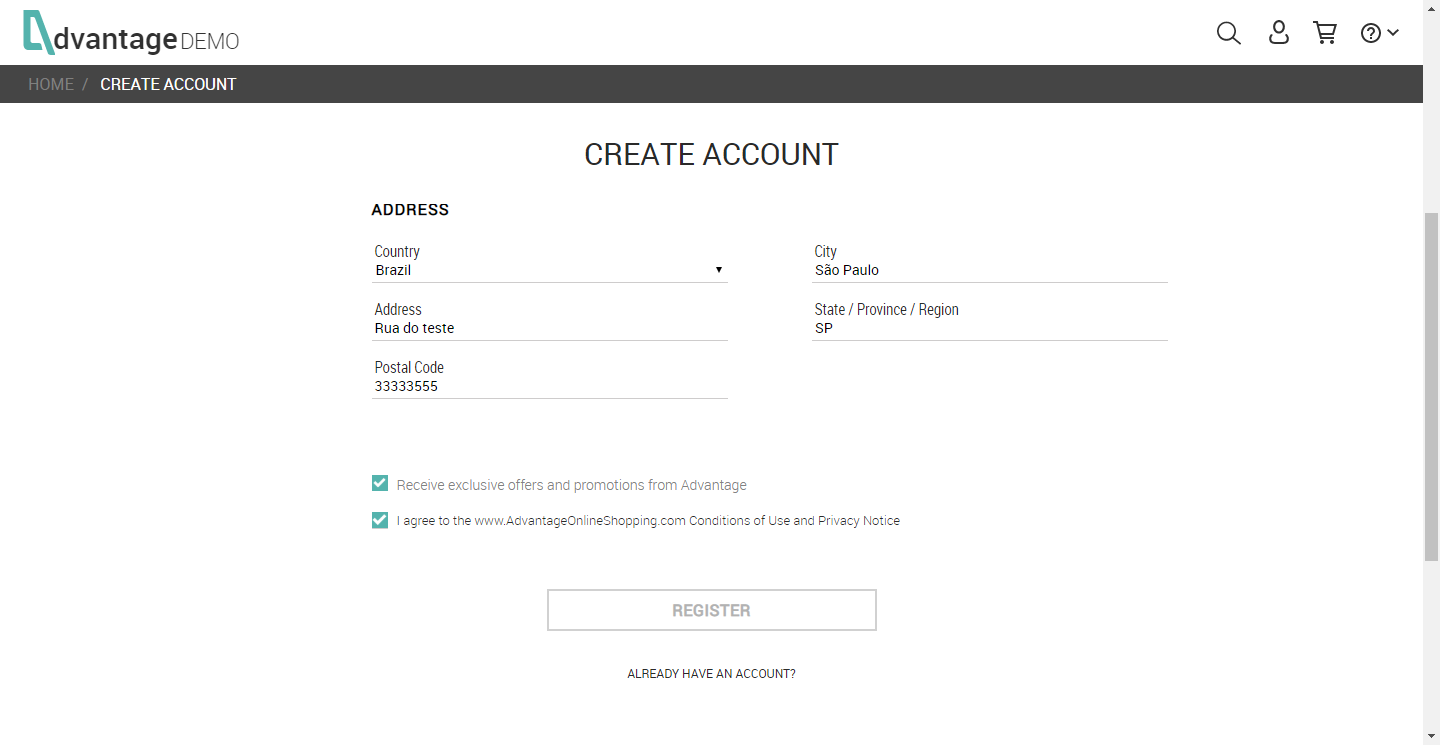 dvantage DEMO
HOME / CREATE ACCOUNT
CREATE ACCOUNT
ADDRESS
Country
Brazil
City
São Paulo
Address
Rua do teste
State / Province / Region
SP
Postal Code
33333555
Receive exclusive offers and promotions from Advantage
I agree to the www.AdvantageOnlineShopping.com Conditions of Use and Privacy Notice
REGISTER
ALREADY HAVE AN ACCOUNT?